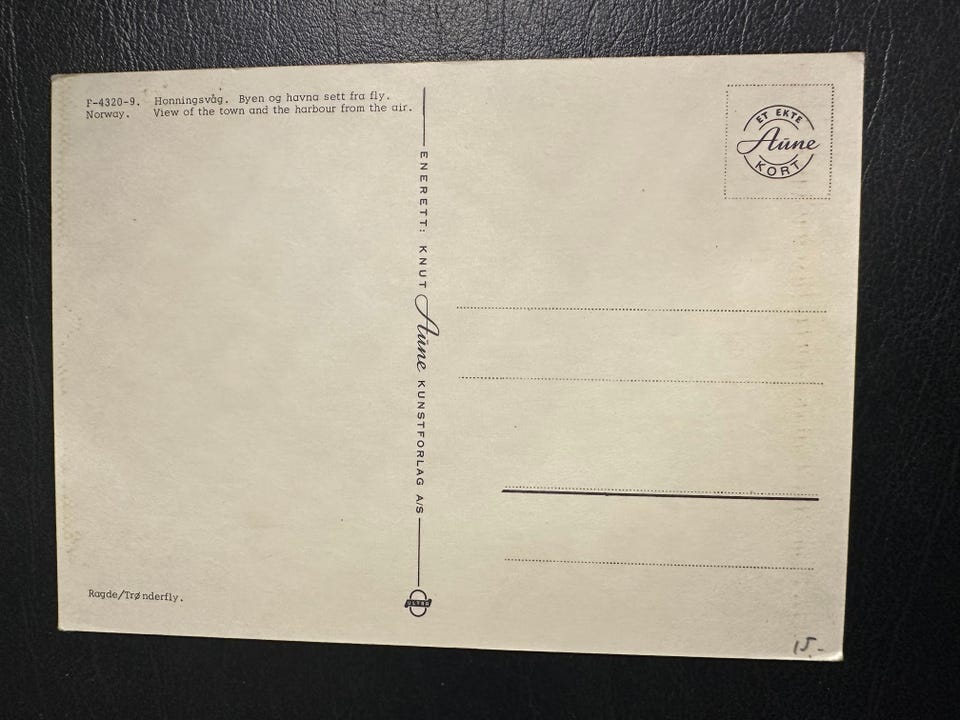 F-4320-9. Honningsvåg. Byen og havna sett fra fly.
Norway. View of the town and the harbour from the air.
ENERETT: KNUT Aune KUNSTFORLAG A/S
ULTRA
ET EKTE
Aune
KORT
Ragde/Trønderfly.
15.-